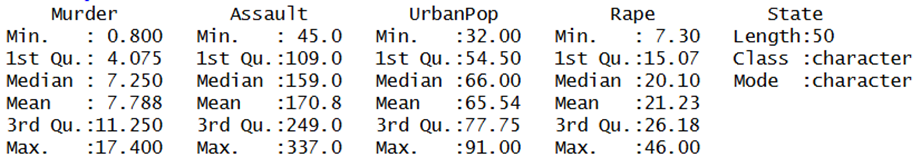 Murder Assault UrbanPop Rape State
Min. : 0.800 Min. : 45.0 Min. :32.00 Min. : 7.30 Length:50
1st Qu.: 4.075 1st Qu.:109.0 1st Qu.:54.50 1st Qu.:15.07 Class :character
Median : 7.250 Median :159.0 Median :66.00 Median :20.10 Mode :character
Mean : 7.788 Mean :170.8 Mean :65.54 Mean :21.23
3rd Qu.:11.250 3rd Qu.:249.0 3rd Qu.:77.75 3rd Qu.:26.18
Max. :17.400 Max. :337.0 Max. :91.00 Max. :46.00